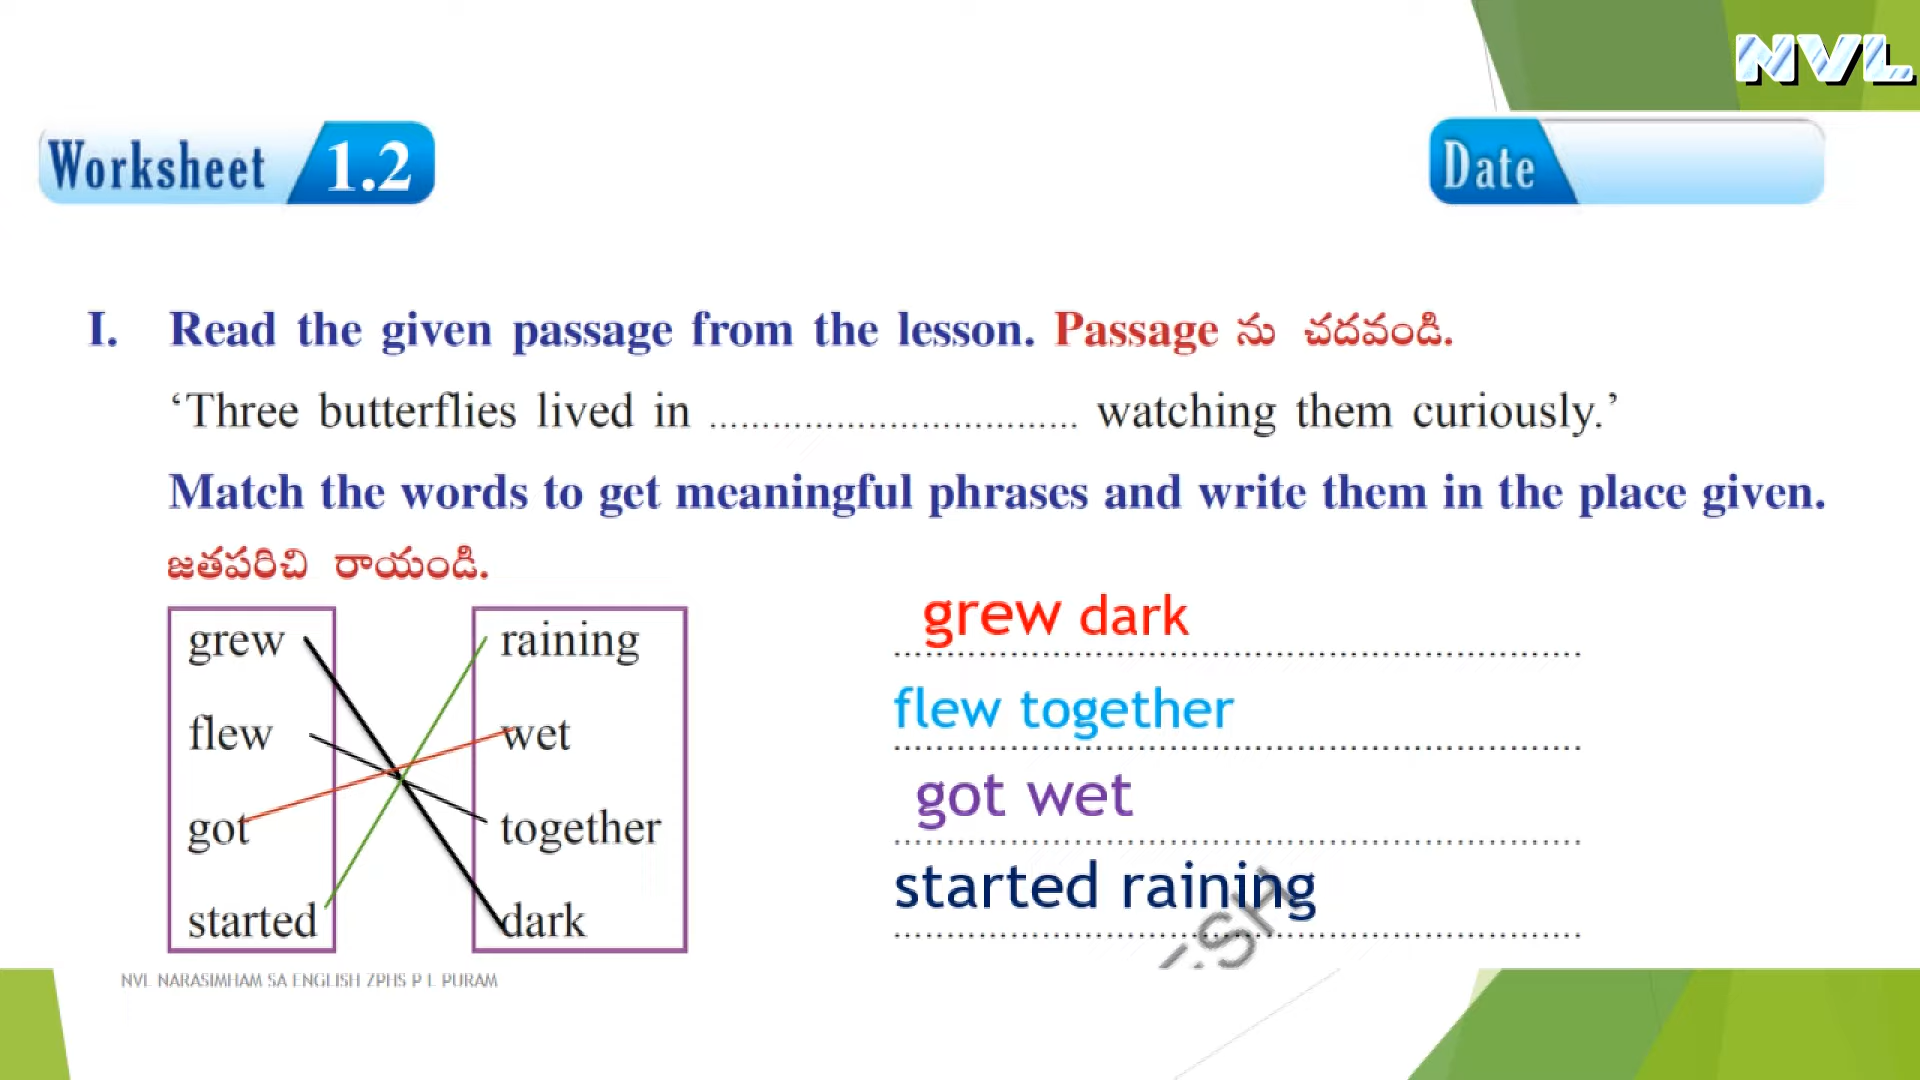 NVL
Worksheet 1.2
Date
I. Read the given passage from the lesson. Passage ను చదవండి.
‘Three butterflies lived in .................................. watching them curiously.’
Match the words to get meaningful phrases and write them in the place given.
జతపరిచి రాయండి.
grew raining grew dark
flew wet flew together
got together got wet
started dark started raining
NVL NARASIMHAM SA ENGLISH ZPHS P L PURAM